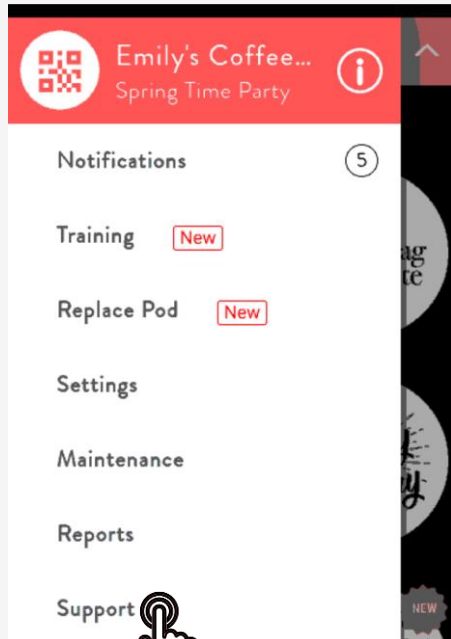 Emily's Coffee...
Spring Time Party
Notifications
5
Training New
Replace Pod New
Settings
Maintenance
Reports
Support
NEW